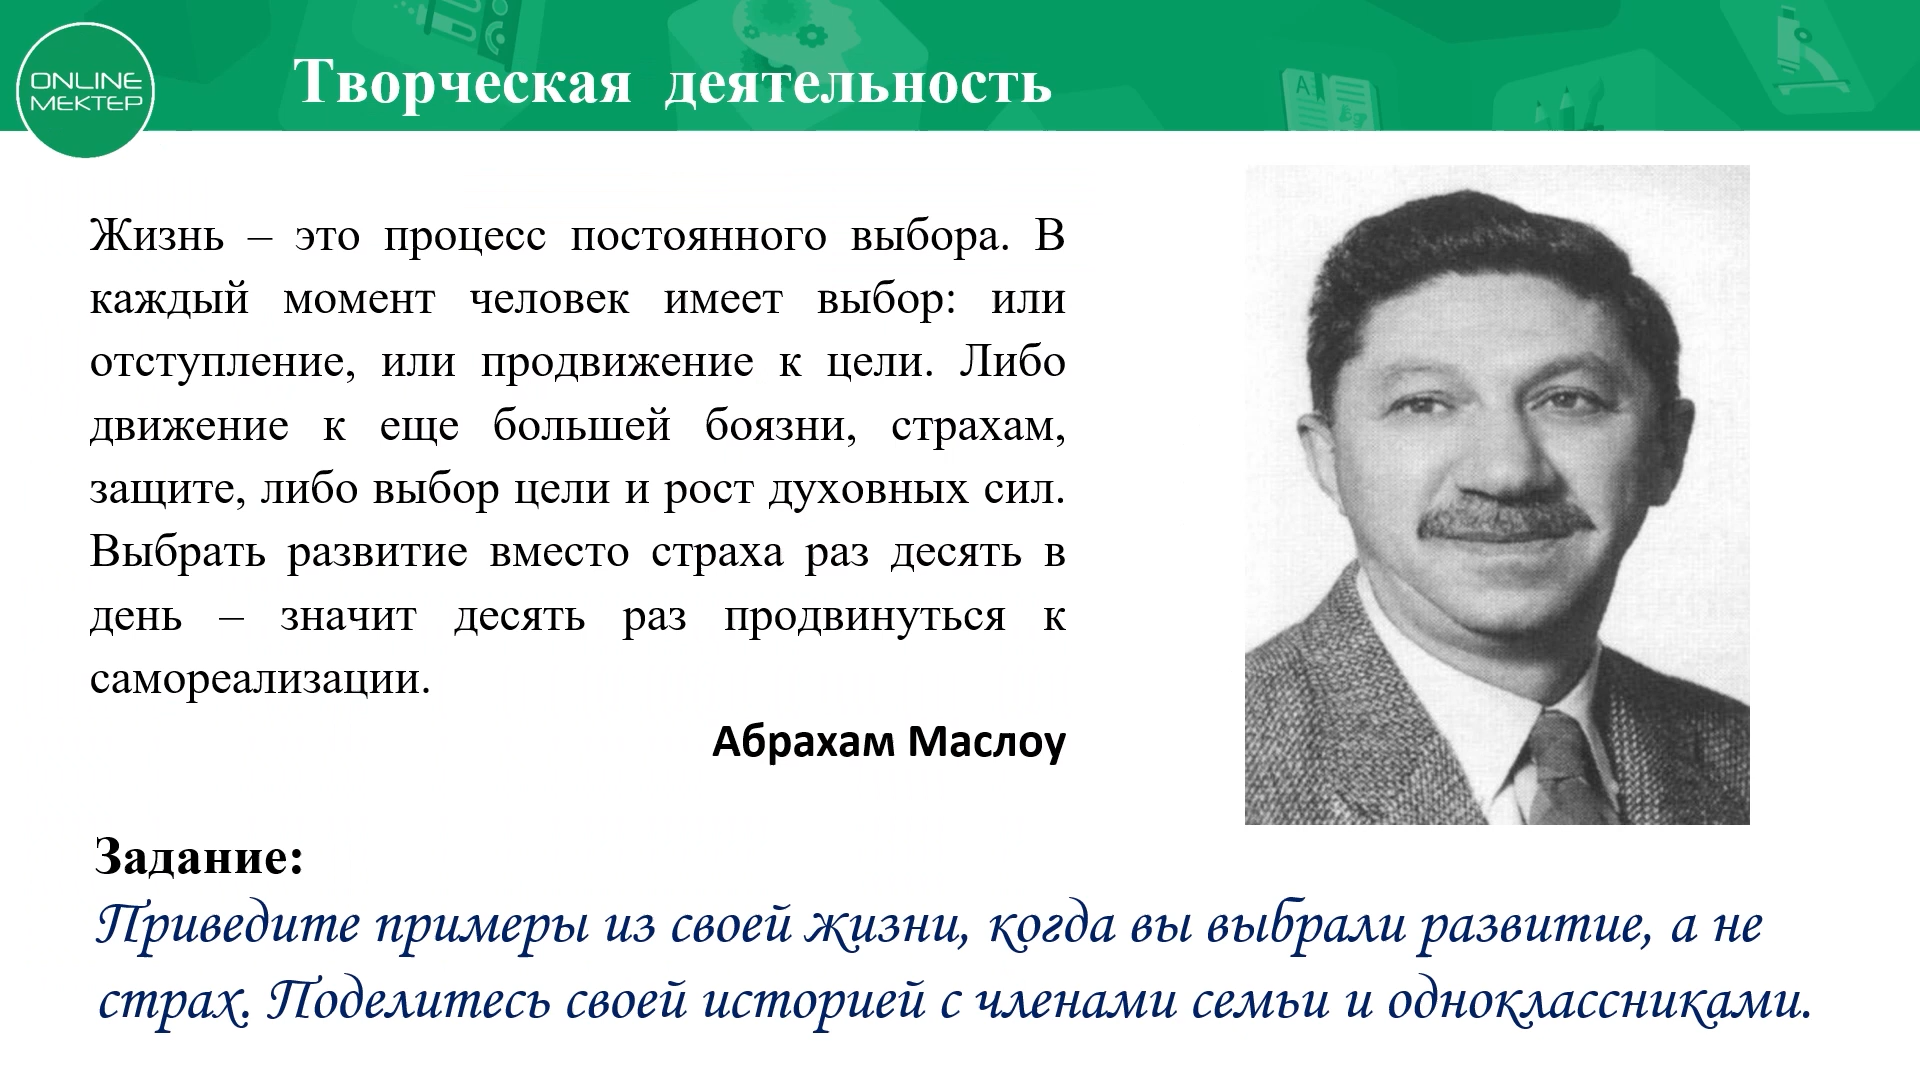 ONLINE
МЕКТЕР
Творческая деятельность
Жизнь – это процесс постоянного выбора. В
каждый момент человек имеет выбор: или
отступление, или продвижение к цели. Либо
движение к еще большей боязни, страхам,
защите, либо выбор цели и рост духовных сил.
Выбрать развитие вместо страха раз десять в
день – значит десять раз продвинуться к
самореализации.
Абрахам Маслоу
Задание:
Приведите примеры из своей жизни, когда вы выбрали развитие, а не
страх. Поделитесь своей историей с членами семьи и одноклассниками.